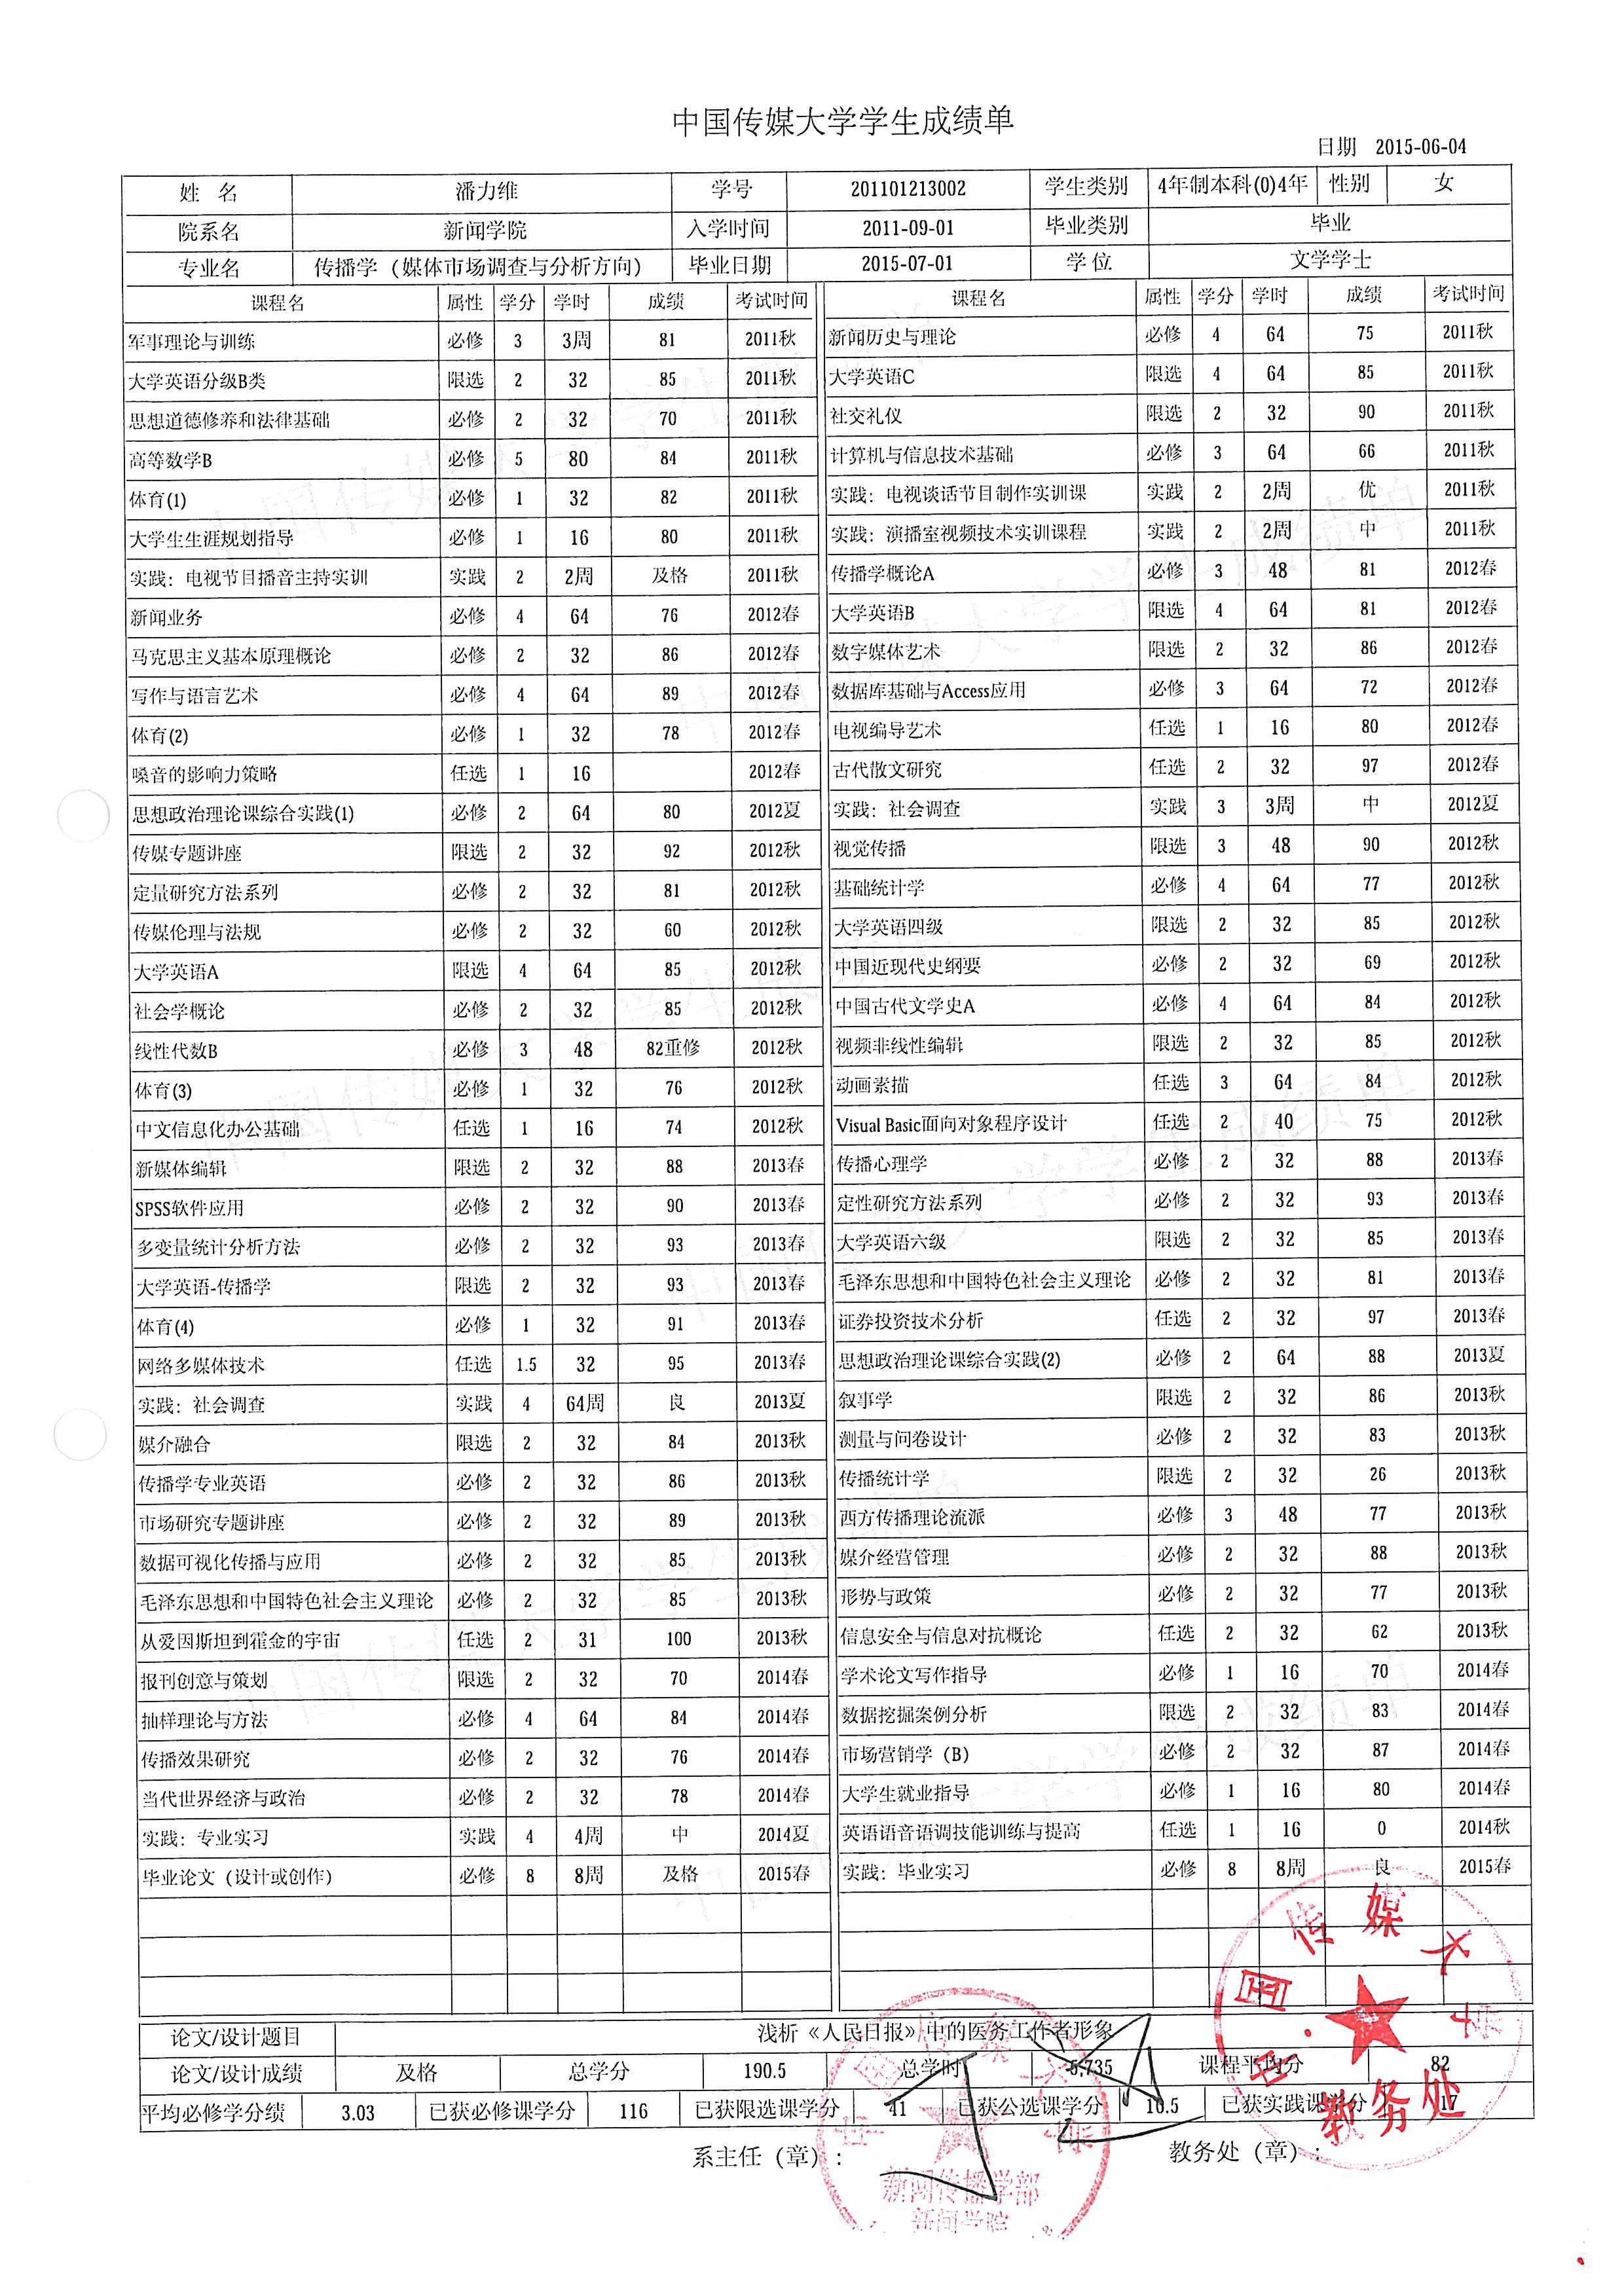 中国传媒大学学生成绩单
日期 2015-06-04
姓 名 潘力维 学号 201101213002 学生类别 4年制本科(0)4年 性别 女
院系名 新闻学院 入学时间 2011-09-01 毕业类别 毕业
专业名 传播学（媒体市场调查与分析方向） 毕业日期 2015-07-01 学 位 文学学士
课程名 属性 学分 学时 成绩 考试时间 课程名 属性 学分 学时 成绩 考试时间
军事理论与训练 必修 3 3周 81 2011秋 新闻历史与理论 必修 4 64 75 2011秋
大学英语分级B类 限选 2 32 85 2011秋 大学英语C 限选 4 64 85 2011秋
思想道德修养和法律基础 必修 2 32 70 2011秋 社交礼仪 限选 2 32 90 2011秋
高等数学B 必修 5 80 84 2011秋 计算机与信息技术基础 必修 3 64 66 2011秋
体育(1) 必修 1 32 82 2011秋 实践：电视谈话节目制作实训课 实践 2 2周 优 2011秋
大学生生涯规划指导 必修 1 16 80 2011秋 实践：演播室视频技术实训课程 实践 2 2周 中 2011秋
实践：电视节目播音主持实训 实践 2 2周 及格 2011秋 传播学概论A 必修 3 48 81 2012春
新闻业务 必修 4 64 76 2012春 大学英语B 限选 4 64 81 2012春
马克思主义基本原理概论 必修 2 32 86 2012春 数字媒体艺术 限选 2 32 86 2012春
写作与语言艺术 必修 4 64 89 2012春 数据库基础与Access应用 必修 3 64 72 2012春
体育(2) 必修 1 32 78 2012春 电视编导艺术 任选 1 16 80 2012春
嗓音的影响力策略 任选 1 16 2012春 古代散文研究 任选 2 32 97 2012春
思想政治理论课综合实践(1) 必修 2 64 80 2012夏 实践：社会调查 实践 3 3周 中 2012夏
传媒专题讲座 限选 2 32 92 2012秋 视觉传播 限选 3 48 90 2012秋
定量研究方法系列 必修 2 32 81 2012秋 基础统计学 必修 4 64 77 2012秋
传媒伦理与法规 必修 2 32 60 2012秋 大学英语四级 限选 2 32 85 2012秋
大学英语A 限选 4 64 85 2012秋 中国近现代史纲要 必修 2 32 69 2012秋
社会学概论 必修 2 32 85 2012秋 中国古代文学史A 必修 4 64 84 2012秋
线性代数B 必修 3 48 82重修 2012秋 视频非线性编辑 限选 2 32 85 2012秋
体育(3) 必修 1 32 76 2012秋 动画素描 任选 3 64 84 2012秋
中文信息化办公基础 任选 1 16 74 2012秋 Visual Basic面向对象程序设计 任选 2 40 75 2012秋
新媒体编辑 限选 2 32 88 2013春 传播心理学 必修 2 32 88 2013春
SPSS软件应用 必修 2 32 90 2013春 定性研究方法系列 必修 2 32 93 2013春
多变量统计分析方法 必修 2 32 93 2013春 大学英语六级 限选 2 32 85 2013春
大学英语-传播学 限选 2 32 93 2013春 毛泽东思想和中国特色社会主义理论 必修 2 32 81 2013春
体育(4) 必修 1 32 91 2013春 证券投资技术分析 任选 2 32 97 2013春
网络多媒体技术 任选 1.5 32 95 2013春 思想政治理论课综合实践(2) 必修 2 64 88 2013夏
实践：社会调查 实践 4 64周 良 2013夏 叙事学 限选 2 32 86 2013秋
媒介融合 限选 2 32 84 2013秋 测量与问卷设计 必修 2 32 83 2013秋
传播学专业英语 必修 2 32 86 2013秋 传播统计学 限选 2 32 26 2013秋
市场研究专题讲座 必修 2 32 89 2013秋 西方传播理论流派 必修 3 48 77 2013秋
数据可视化传播与应用 必修 2 32 85 2013秋 媒介经营管理 必修 2 32 88 2013秋
毛泽东思想和中国特色社会主义理论 必修 2 32 85 2013秋 形势与政策 必修 2 32 77 2013秋
从爱因斯坦到霍金的宇宙 任选 2 31 100 2013秋 信息安全与信息对抗概论 任选 2 32 62 2013秋
报刊创意与策划 限选 2 32 70 2014春 学术论文写作指导 必修 1 16 70 2014春
抽样理论与方法 必修 4 64 84 2014春 数据挖掘案例分析 限选 2 32 83 2014春
传播效果研究 必修 2 32 76 2014春 市场营销学（B） 必修 2 32 87 2014春
当代世界经济与政治 必修 2 32 78 2014春 大学生就业指导 必修 1 16 80 2014春
实践：专业实习 实践 4 4周 中 2014夏 英语语音语调技能训练与提高 任选 1 16 0 2014秋
毕业论文（设计或创作） 必修 8 8周 及格 2015春 实践：毕业实习 必修 8 8周 良 2015春
论文/设计题目 浅析《人民日报》中的医务工作者形象
论文/设计成绩 及格 总学分 190.5 总学时 5,735 课程平均分 82
平均必修学分绩 3.03 已获必修课学分 116 已获限选课学分 41 已获公选课学分 16.5 已获实践课学分 17
系主任（章）： 教务处（章）：
中国传媒大学
教务处
中国传媒大学
新闻传播学部
新闻学院